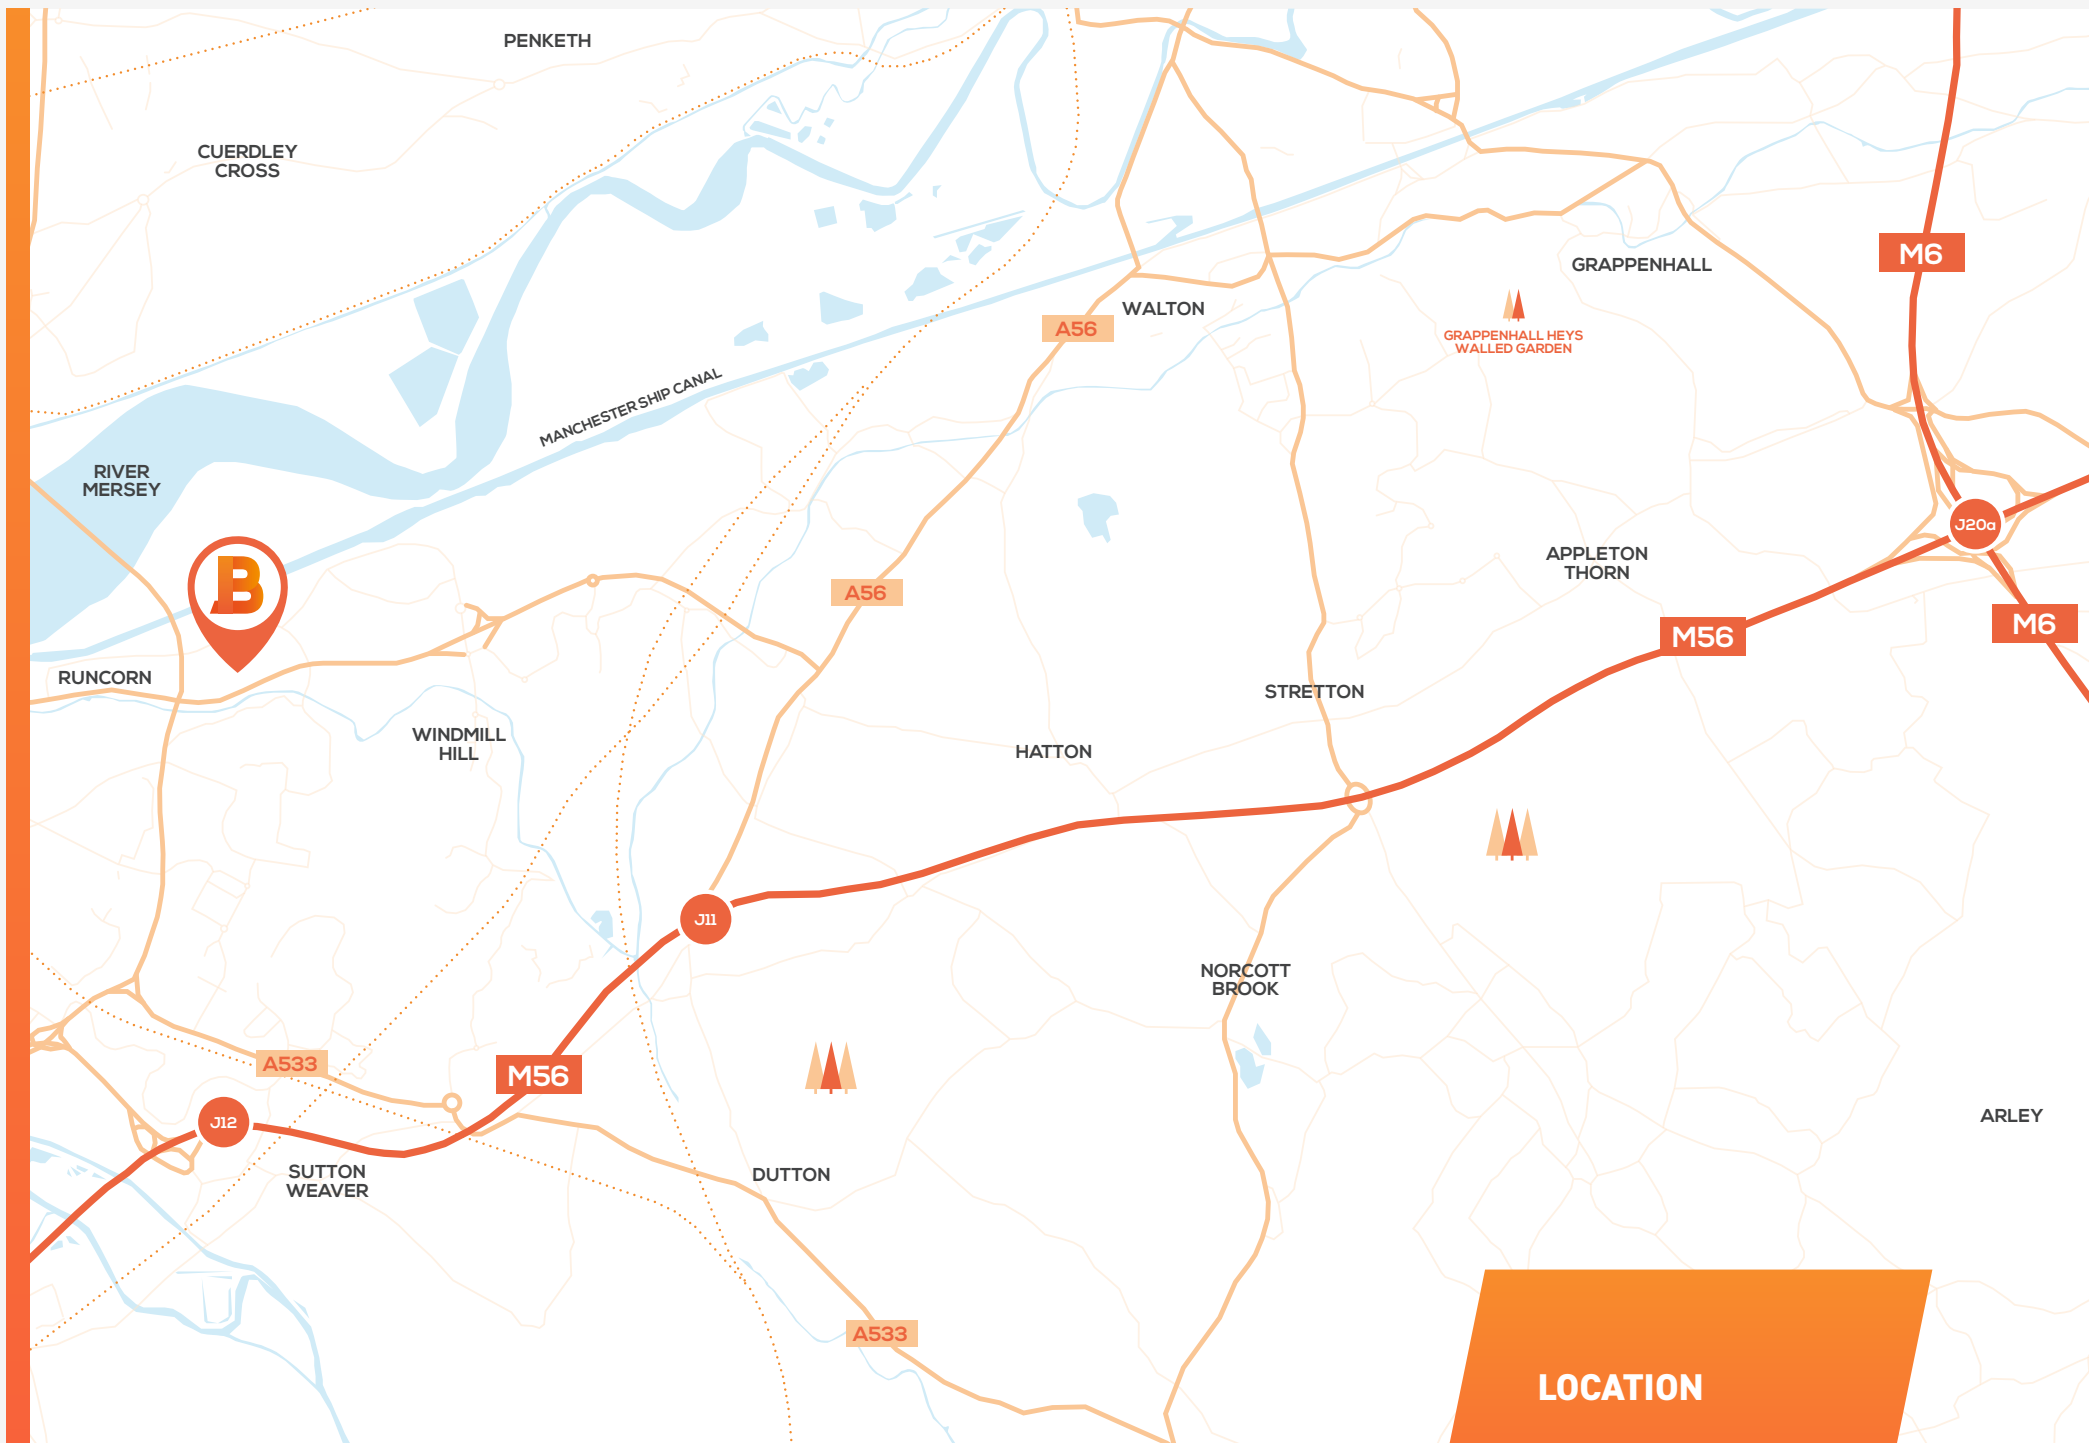 PENKETH
CUERDLEY
CROSS
M6
GRAPPENHALL
WALTON
A56
GRAPPENHALL HEYS
WALLED GARDEN
MANCHESTER SHIP CANAL
RIVER
MERSEY
J20a
APPLETON
THORN
B
A56
M6
M56
RUNCORN
STRETTON
WINDMILL
HILL
HATTON
J11
NORCOTT
BROOK
A533
M56
J12
ARLEY
SUTTON
WEAVER
DUTTON
A533
LOCATION